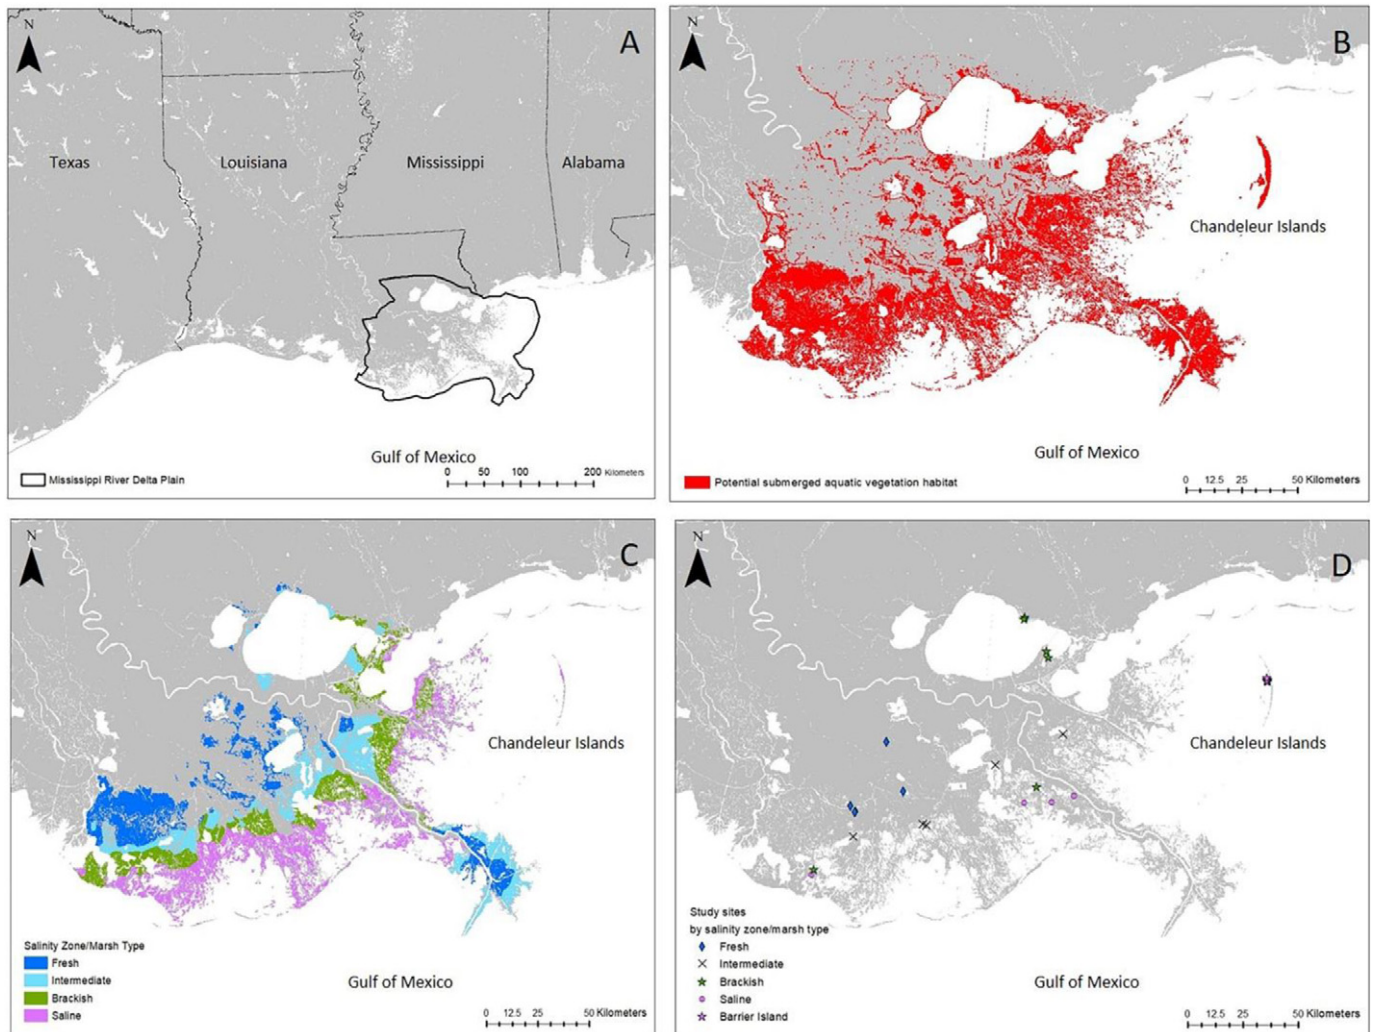 N
A
Texas
Louisiana
Mississippi
Alabama
Gulf of Mexico
Mississippi River Delta Plain
0 50 100 200 Kilometers
N
B
Chandeleur Islands
Gulf of Mexico
Potential submerged aquatic vegetation habitat
0 12.5 25 50 Kilometers
N
C
Chandeleur Islands
Salinity Zone/Marsh Type
Fresh
Intermediate
Brackish
Saline
Gulf of Mexico
0 12.5 25 50 Kilometers
N
D
Chandeleur Islands
Study sites
by salinity zone/marsh type
Fresh
Intermediate
Brackish
Saline
Barrier Island
Gulf of Mexico
0 12.5 25 50 Kilometers